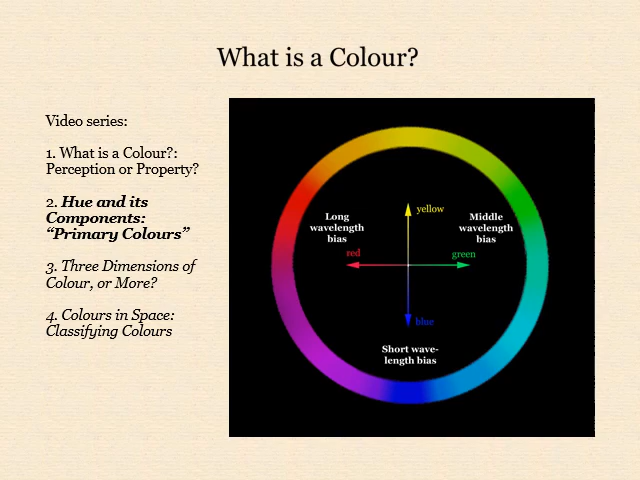 What is a Colour?
Video series:
1. What is a Colour?:
Perception or Property?
2. Hue and its
Components:
“Primary Colours”
3. Three Dimensions of
Colour, or More?
4. Colours in Space:
Classifying Colours
yellow
Long
wavelength
bias
Middle
wavelength
bias
red
green
blue
Short wave-
length bias